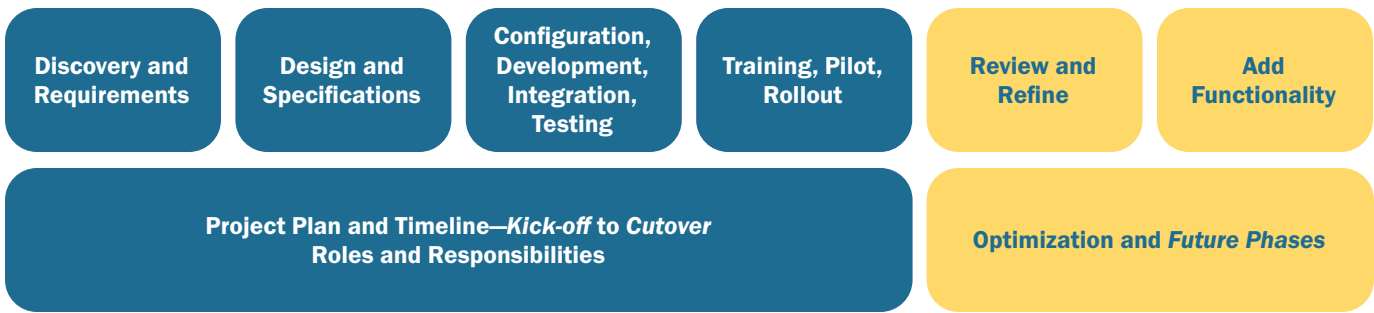 Discovery and
Requirements
Design and
Specifications
Configuration,
Development,
Integration,
Testing
Training, Pilot,
Rollout
Review and
Refine
Add
Functionality
Project Plan and Timeline—Kick-off to Cutover
Roles and Responsibilities
Optimization and Future Phases